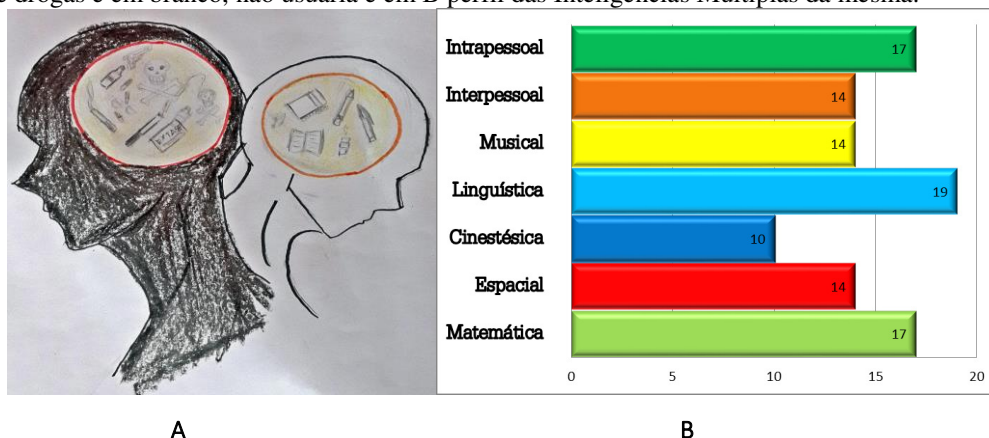 drogas e em branco, não usuária e em B perfil das Inteligências Múltiplas da mesma.
Intrapessoal 17
Interpessoal 14
Musical 14
Linguística 19
Cinestésica 10
Espacial 14
Matemática 17
0 5 10 15 20
A B